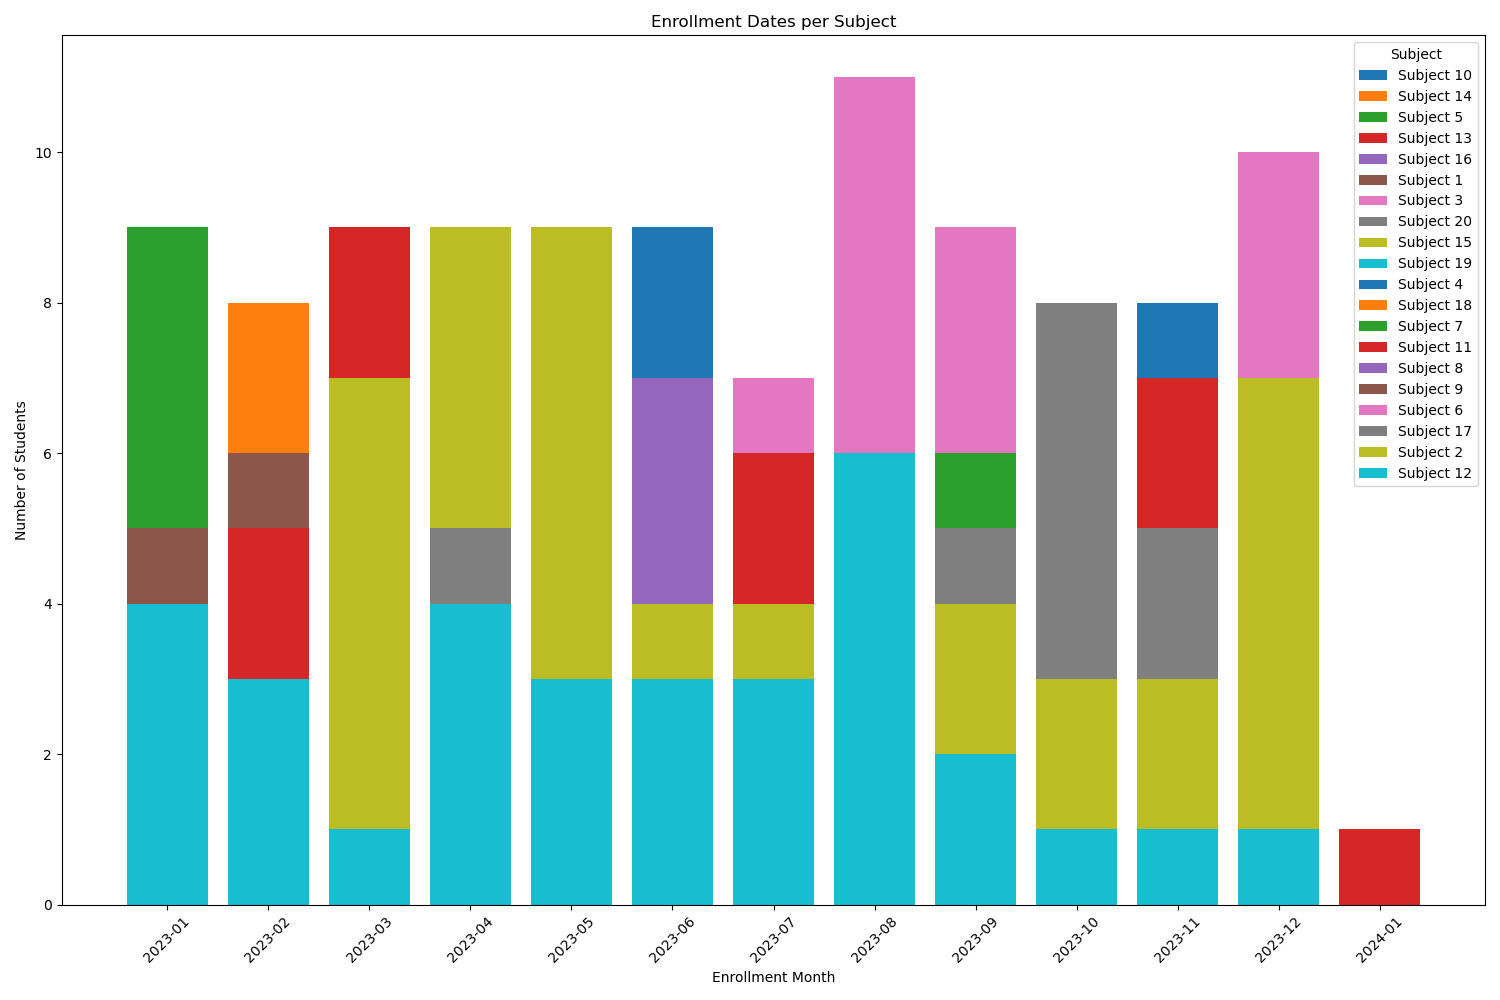 Enrollment Dates per Subject
Subject
Subject 10
Subject 14
Subject 5
Subject 13
Subject 16
Subject 1
Subject 3
Subject 20
Subject 15
Subject 19
Subject 4
Subject 18
Subject 7
Subject 11
Subject 8
Subject 9
Subject 6
Subject 17
Subject 2
Subject 12
Number of Students
10
8
6
4
2
0
2023-01
2023-02
2023-03
2023-04
2023-05
2023-06
2023-07
2023-08
2023-09
2023-10
2023-11
2023-12
2024-01
Enrollment Month